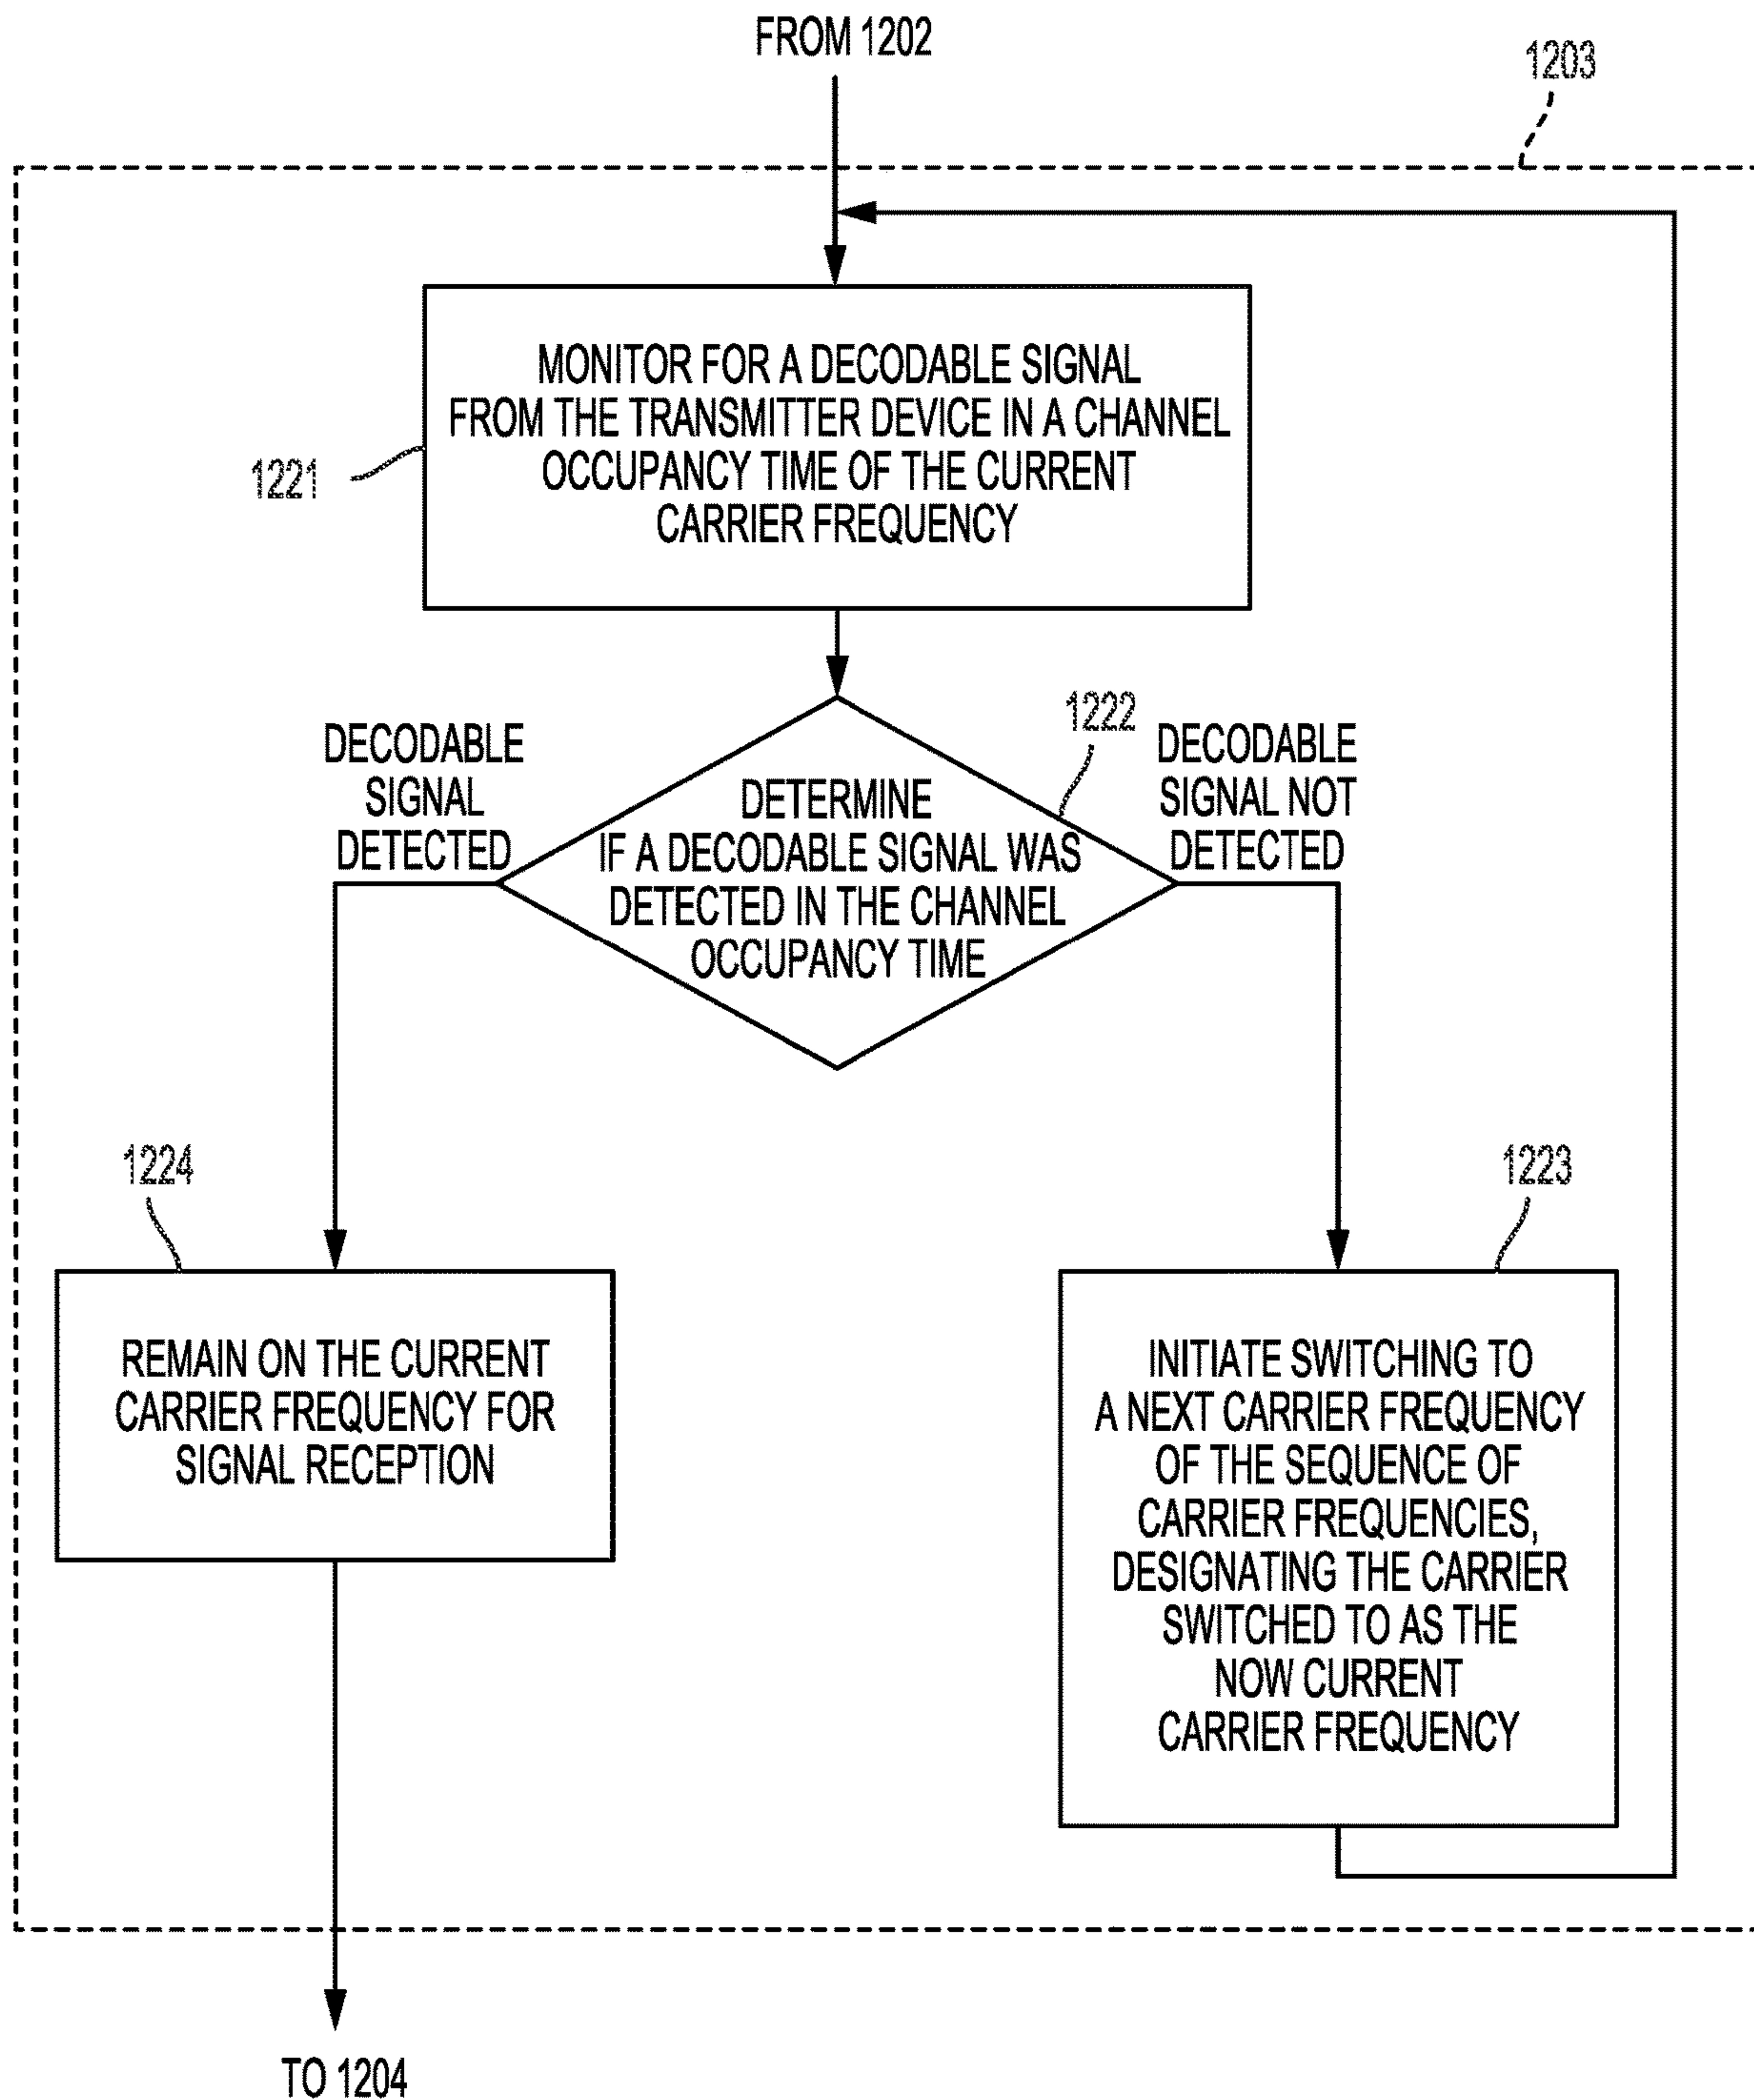 FROM 1202
1203
MONITOR FOR A DECODABLE SIGNAL
FROM THE TRANSMITTER DEVICE IN A CHANNEL
OCCUPANCY TIME OF THE CURRENT
CARRIER FREQUENCY
1221
1222
DECODABLE
SIGNAL
DETECTED
DETERMINE
IF A DECODABLE SIGNAL WAS
DETECTED IN THE CHANNEL
OCCUPANCY TIME
DECODABLE
SIGNAL NOT
DETECTED
1224
1223
REMAIN ON THE CURRENT
CARRIER FREQUENCY FOR
SIGNAL RECEPTION
INITIATE SWITCHING TO
A NEXT CARRIER FREQUENCY
OF THE SEQUENCE OF
CARRIER FREQUENCIES,
DESIGNATING THE CARRIER
SWITCHED TO AS THE
NOW CURRENT
CARRIER FREQUENCY
TO 1204